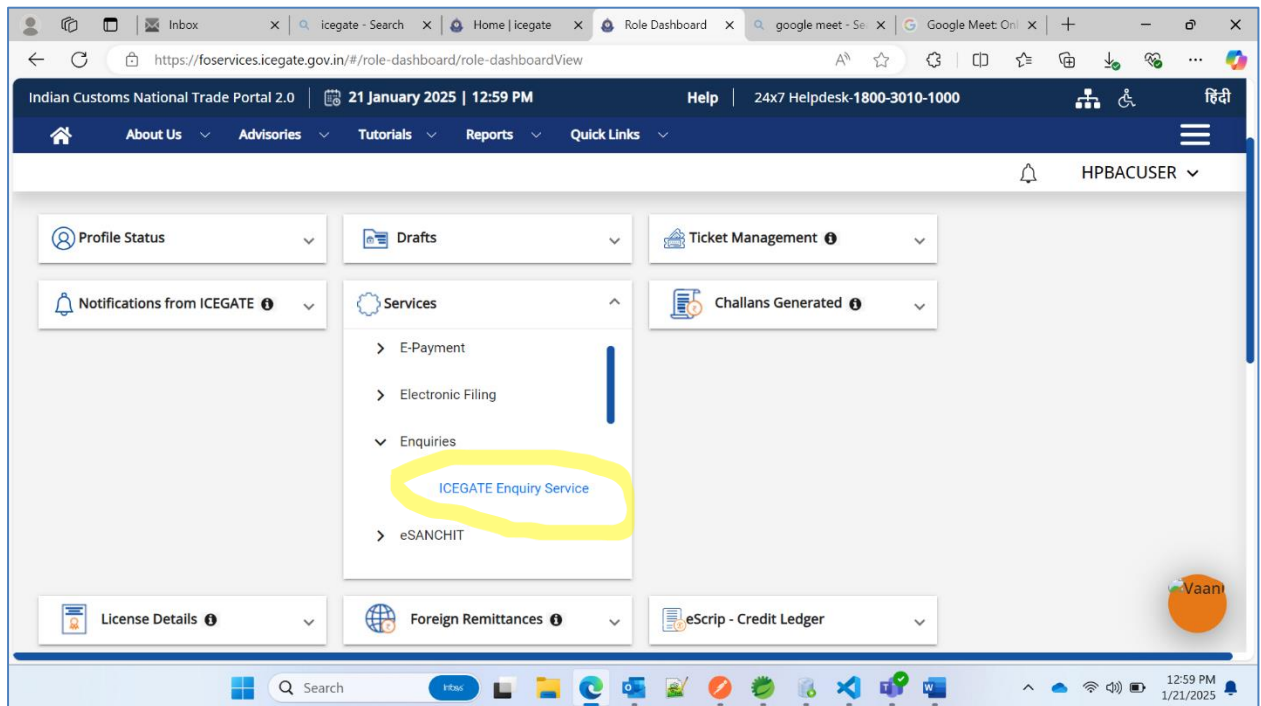 Inbox
icegate - Search
Home | icegate
Role Dashboard
google meet - Se
Google Meet: Onl
https://foservices.icegate.gov.in/#/role-dashboard/role-dashboardView
Indian Customs National Trade Portal 2.0 | 21 January 2025 | 12:59 PM
Help | 24x7 Helpdesk-1800-3010-1000
हिंदी
About Us Advisories Tutorials Reports Quick Links
HPBACUSER
Profile Status
Drafts
Ticket Management
Notifications from ICEGATE
Services
Challans Generated
E-Payment
Electronic Filing
Enquiries
ICEGATE Enquiry Service
eSANCHIT
Vaani
License Details
Foreign Remittances
eScrip - Credit Ledger
Search
12:59 PM
1/21/2025